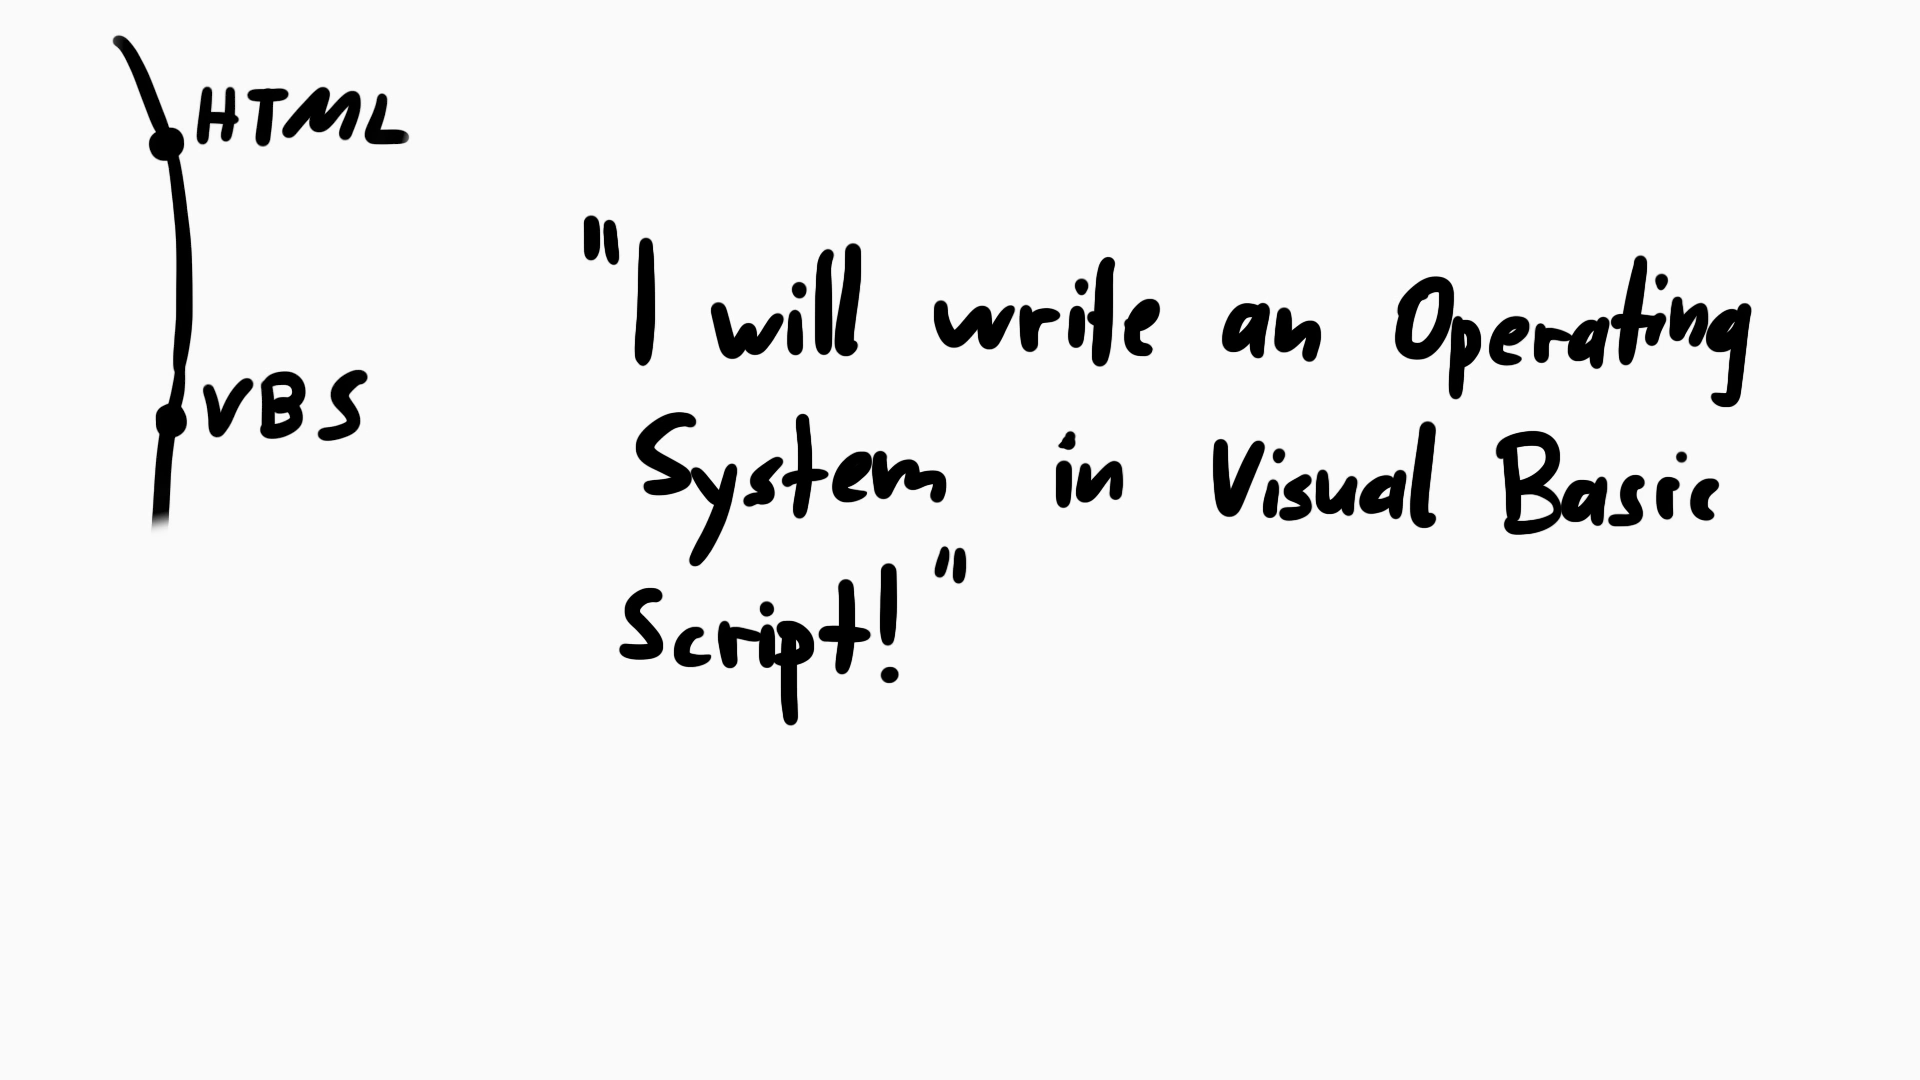 HTML
VBS
"I will write an Operating
System in Visual Basic
Script!"